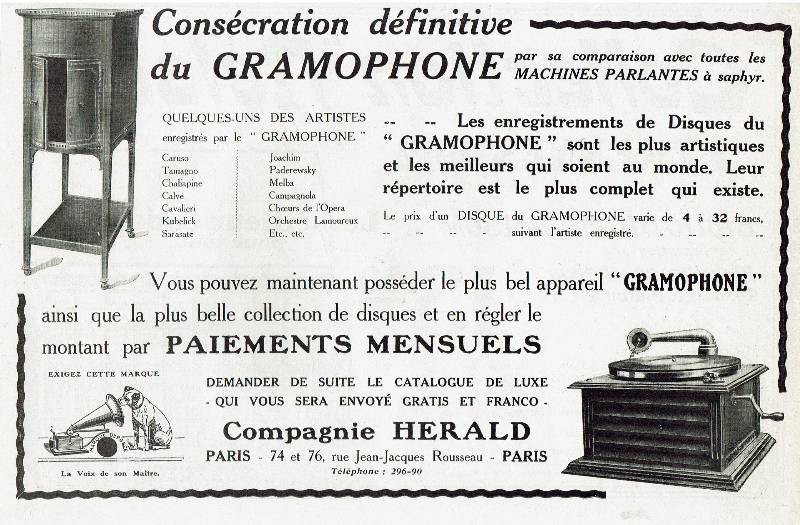 Consécration définitive
du GRAMOPHONE
par sa comparaison avec toutes les
MACHINES PARLANTES à saphyr.
QUELQUES-UNS DES ARTISTES
enregistrés par le " GRAMOPHONE "
Caruso
Tamagno
Chaliapine
Calvé
Cavalieri
Kubelick
Sarasate
Joachim
Paderewsky
Melba
Campagnola
Chœurs de l'Opera
Orchestre Lamoureux
Etc., etc.
-- -- Les enregistrements de Disques du
" GRAMOPHONE " sont les plus artistiques
et les meilleurs qui soient au monde. Leur
répertoire est le plus complet qui existe.
Le prix d'un DISQUE du GRAMOPHONE varie de 4 à 32 francs,
-- -- -- - suivant l'artiste enregistré. - -- -- --
Vous pouvez maintenant posséder le plus bel appareil "GRAMOPHONE"
ainsi que la plus belle collection de disques et en régler le
montant par PAIEMENTS MENSUELS
EXIGEZ CETTE MARQUE
La Voix de son Maître.
DEMANDER DE SUITE LE CATALOGUE DE LUXE
- QUI VOUS SERA ENVOYÉ GRATIS ET FRANCO -
Compagnie HERALD
PARIS - 74 et 76, rue Jean-Jacques Rousseau - PARIS
Téléphone : 296-90